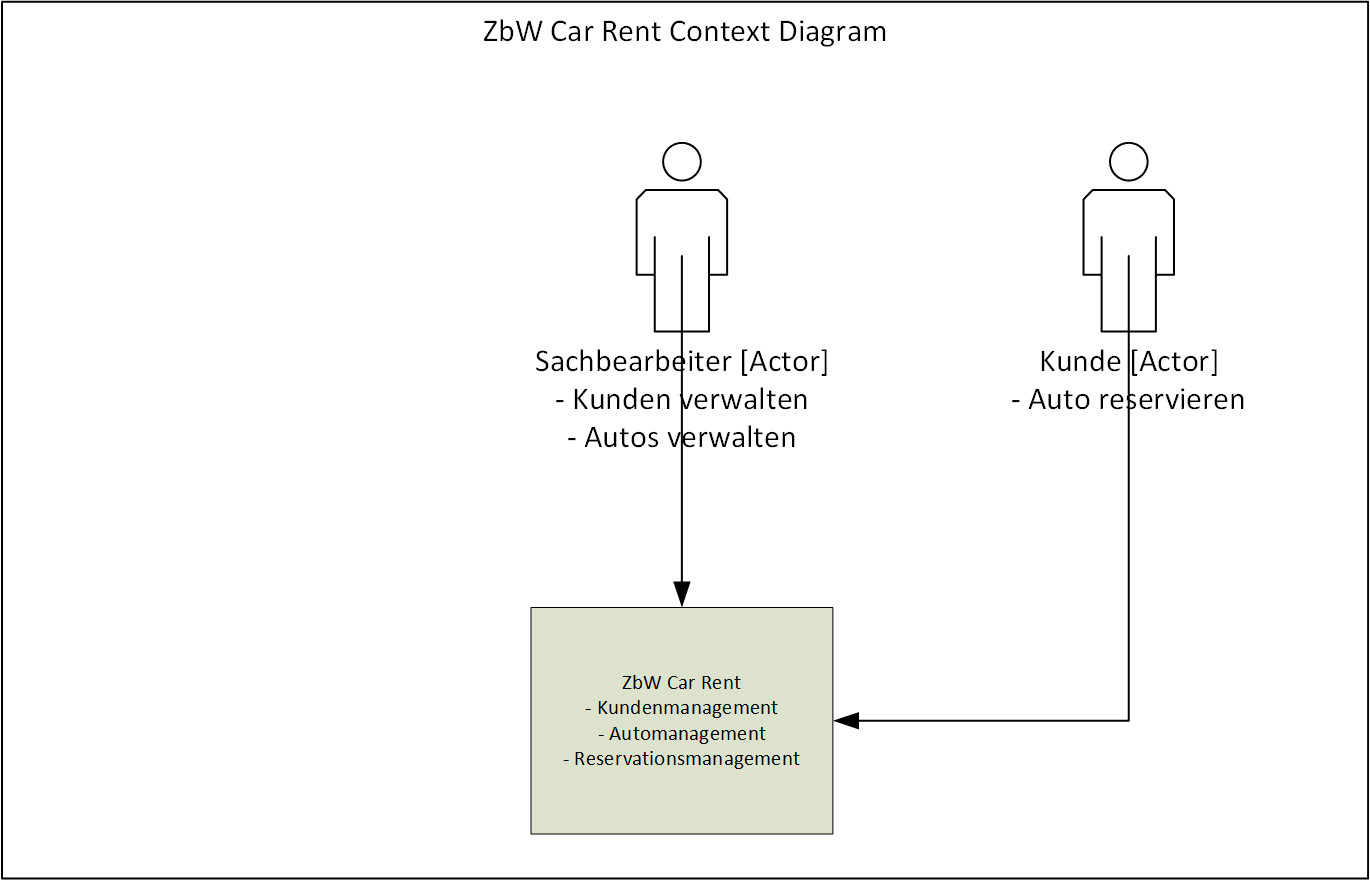 ZbW Car Rent Context Diagram
Sachbearbeiter [Actor]
- Kunden verwalten
- Autos verwalten
Kunde [Actor]
- Auto reservieren
ZbW Car Rent
- Kundenmanagement
- Automanagement
- Reservationsmanagement